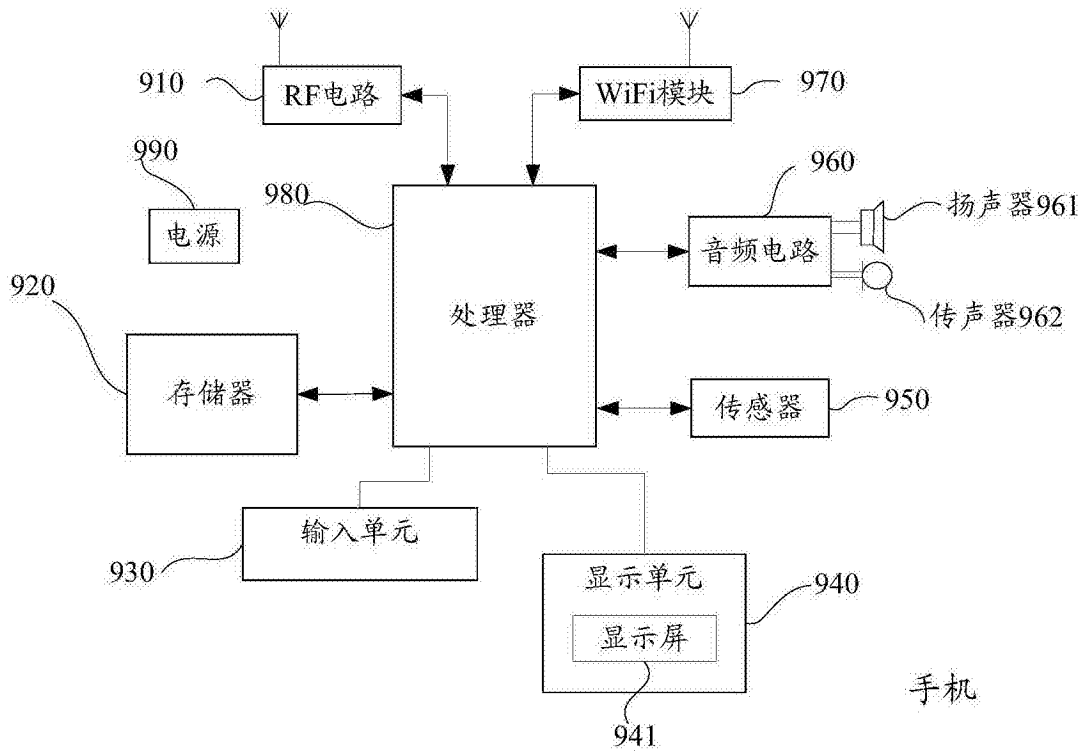 910
RF电路
WiFi模块
970
990
电源
980
960
音频电路
扬声器961
传声器962
920
存储器
处理器
传感器
950
930
输入单元
显示单元
940
显示屏
941
手机